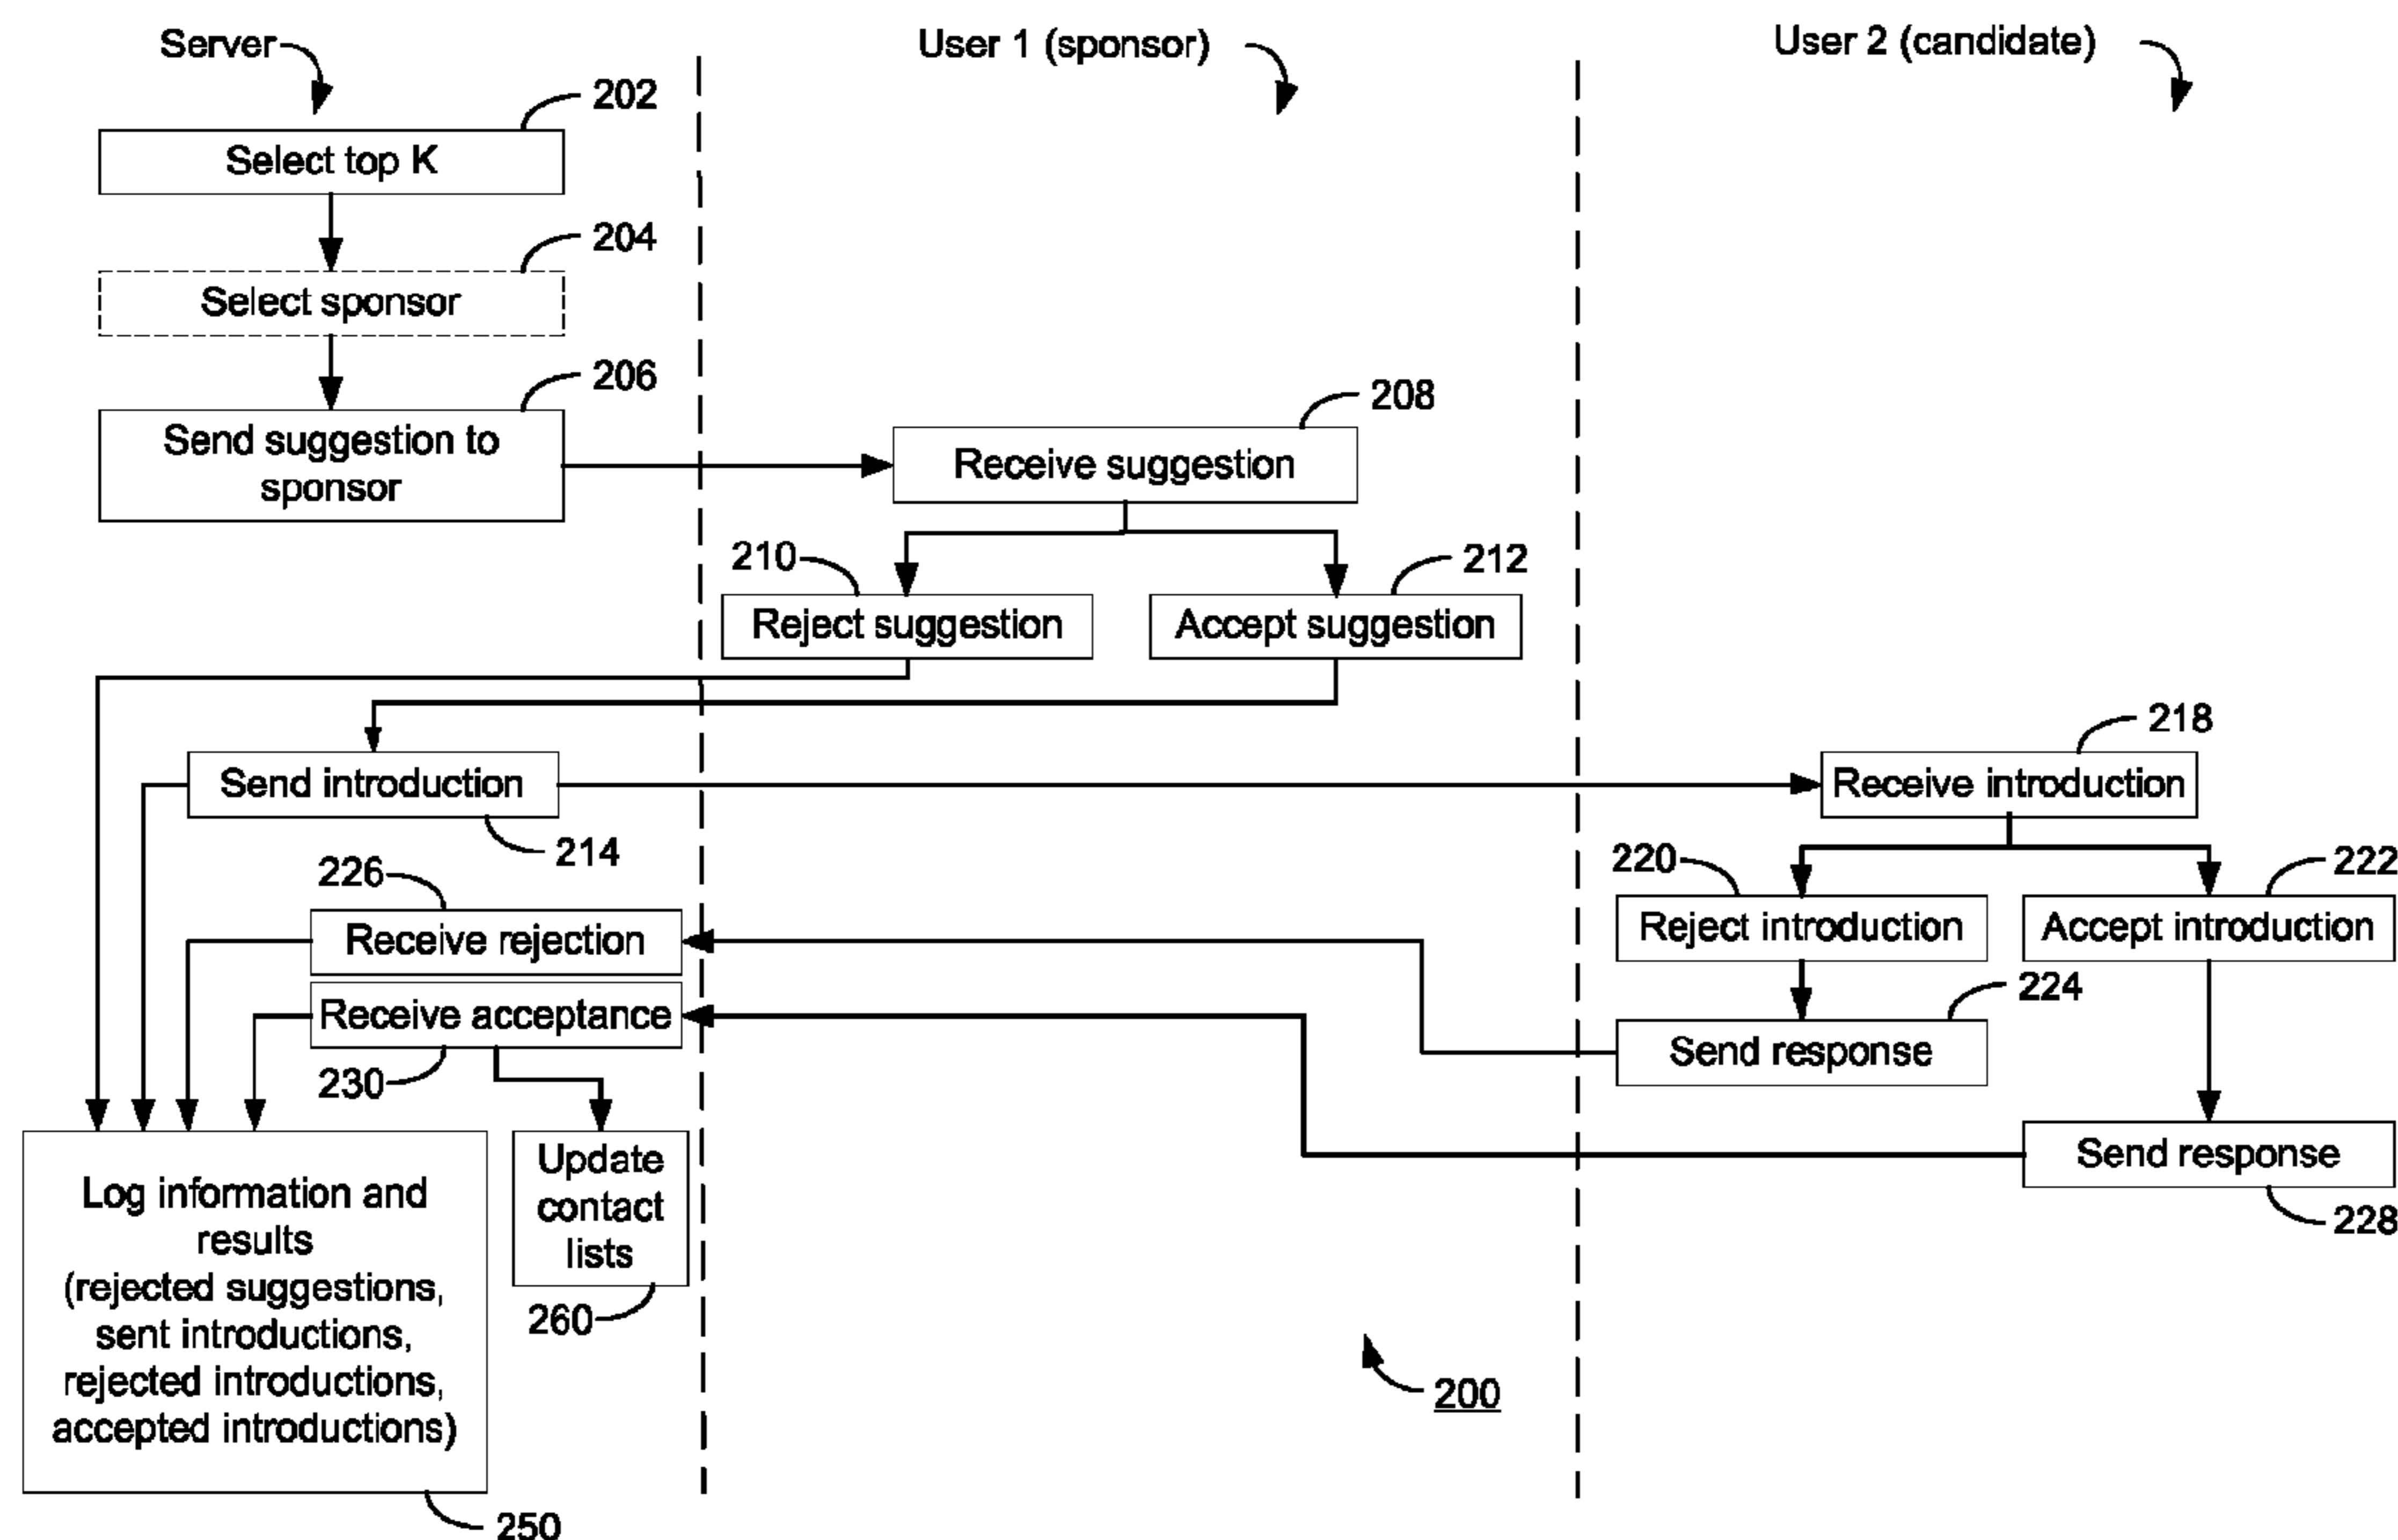 Server
User 1 (sponsor)
User 2 (candidate)
202
Select top K
204
Select sponsor
206
Send suggestion to
sponsor
208
Receive suggestion
210
212
Reject suggestion
Accept suggestion
218
Send introduction
Receive introduction
214
226
220
222
Receive rejection
Reject introduction
Accept introduction
224
Receive acceptance
Send response
230
Update
contact
lists
Send response
228
260
Log information and
results
(rejected suggestions,
sent introductions,
rejected introductions,
accepted introductions)
200
250